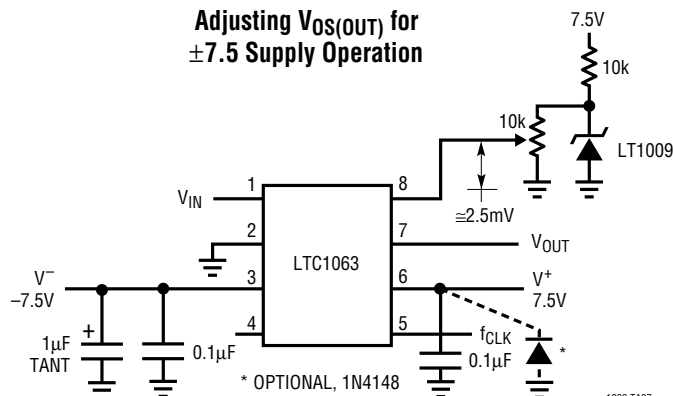 Adjusting VOS(OUT) for
±7.5 Supply Operation
7.5V
10k
10k
LT1009
≅2.5mV
1
8
VIN
2
7
VOUT
LTC1063
V–
–7.5V
3
6
V+
7.5V
4
5
fCLK
+
1µF
TANT
0.1µF
0.1µF
*
* OPTIONAL, 1N4148